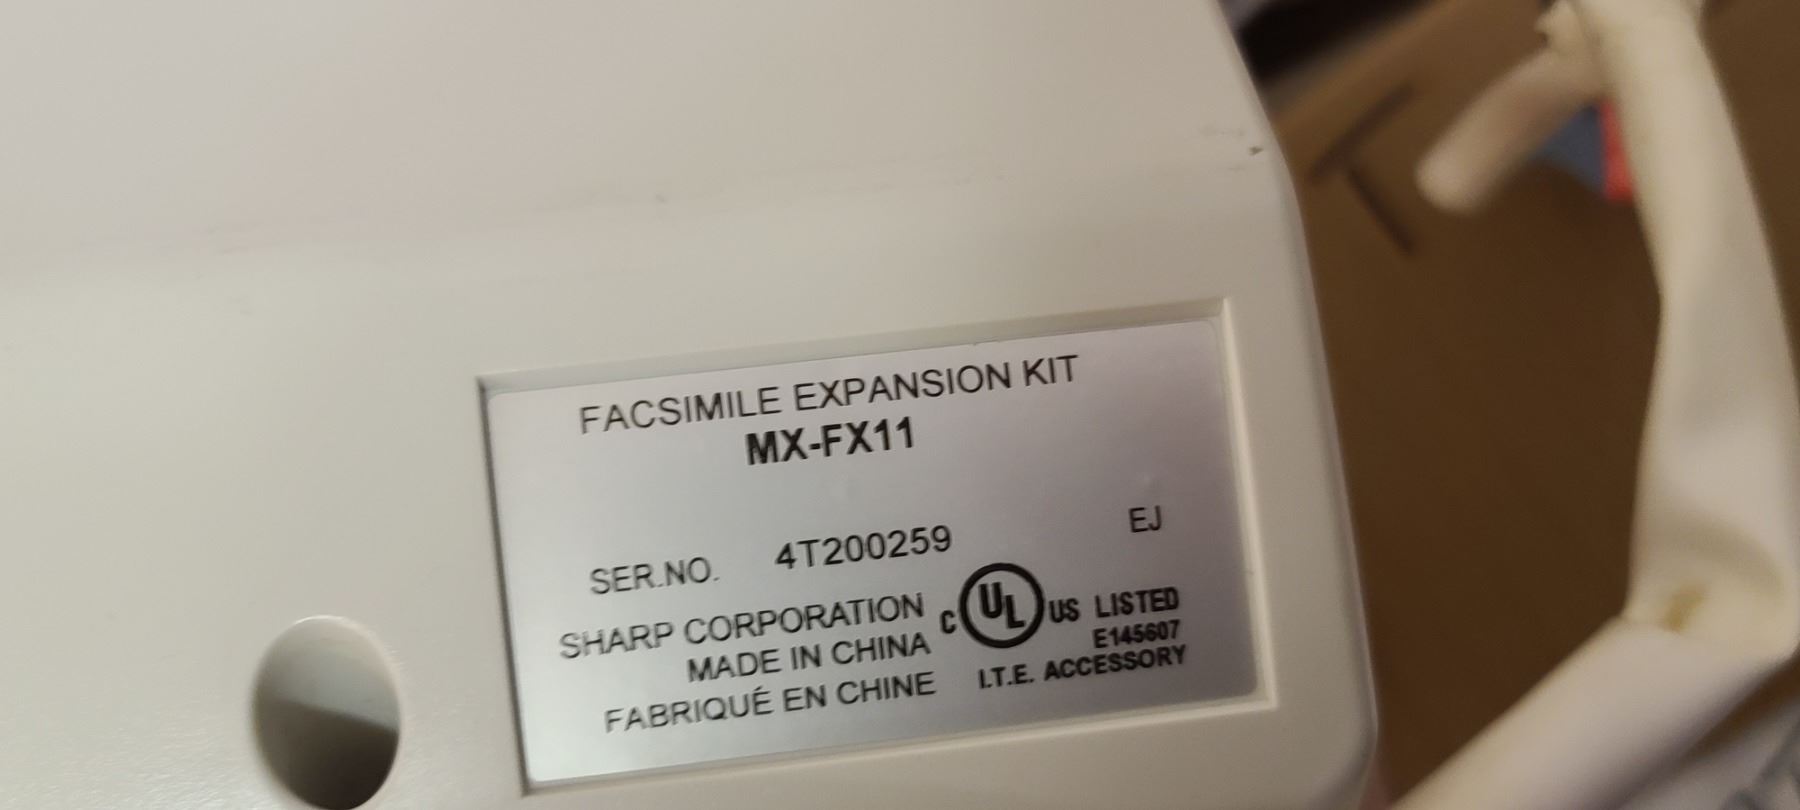 FACSIMILE EXPANSION KIT
MX-FX11
SER.NO. 4T200259 EJ
SHARP CORPORATION
MADE IN CHINA
FABRIQUÉ EN CHINE
C UL US LISTED
E145607
I.T.E. ACCESSORY